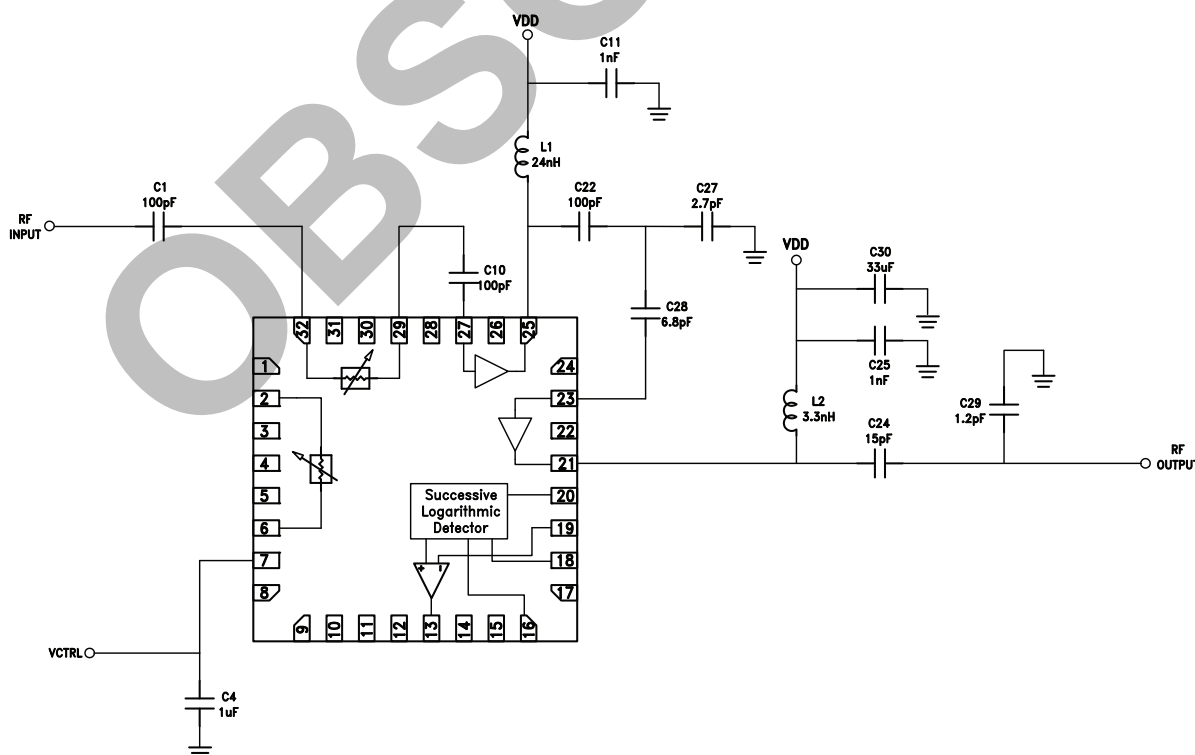 OBSO
VDD
C11
1nF
L1
24nH
C1
100pF
C22
100pF
C27
2.7pF
RF
INPUT
VDD
C30
33uF
C10
100pF
C28
6.8pF
32
31
30
29
28
27
26
25
C25
1nF
1
24
2
23
L2
3.3nH
C29
1.2pF
3
22
C24
15pF
4
21
RF
OUTPUT
5
Successive
Logarithmic
Detector
20
6
19
7
+
-
18
8
17
9
10
11
12
13
14
15
16
VCTRL
C4
1uF